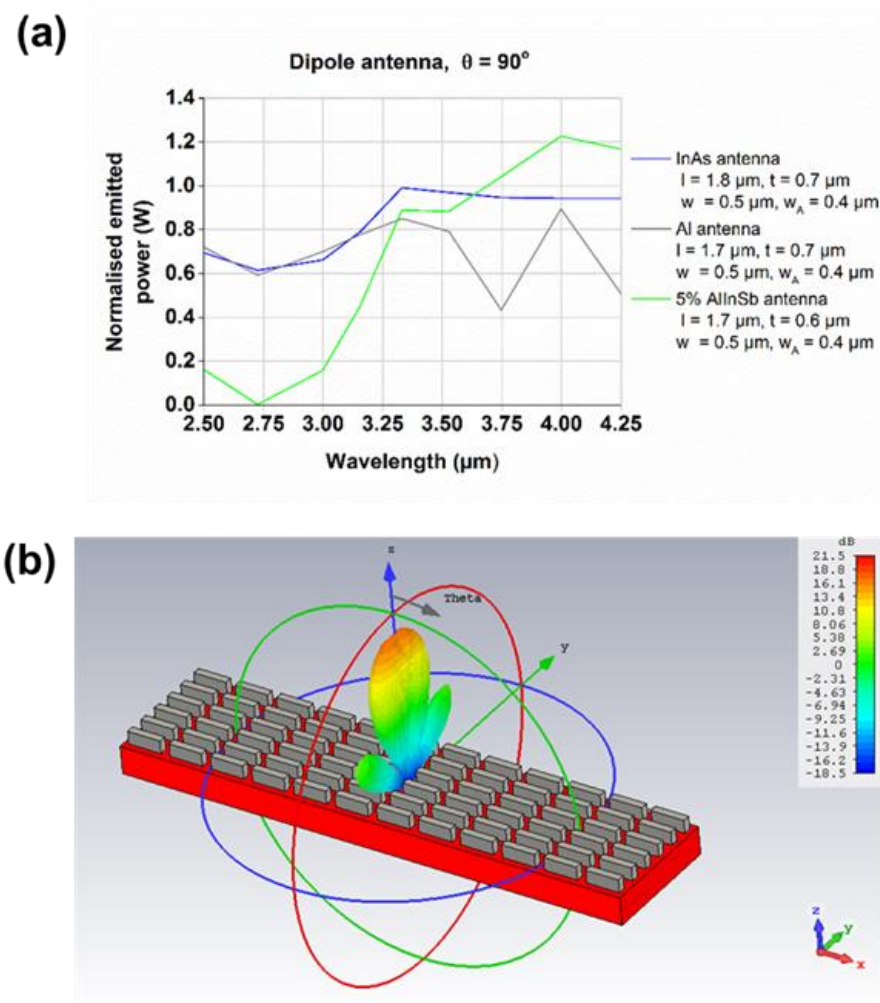 (a)
Dipole antenna, θ = 90°
Normalised emitted
power (W)
1.4
1.2
1.0
0.8
0.6
0.4
0.2
0.0
2.50 2.75 3.00 3.25 3.50 3.75 4.00 4.25
Wavelength (µm)
InAs antenna
l = 1.8 µm, t = 0.7 µm
w = 0.5 µm, wA = 0.4 µm
Al antenna
l = 1.7 µm, t = 0.7 µm
w = 0.5 µm, wA = 0.4 µm
5% AlInSb antenna
l = 1.7 µm, t = 0.6 µm
w = 0.5 µm, wA = 0.4 µm
(b)
z
Theta
y
dB
21.5
18.8
16.1
13.4
10.8
8.06
5.38
2.69
0
-2.31
-4.63
-6.94
-9.25
-11.6
-13.9
-16.2
-18.5
z
y
x